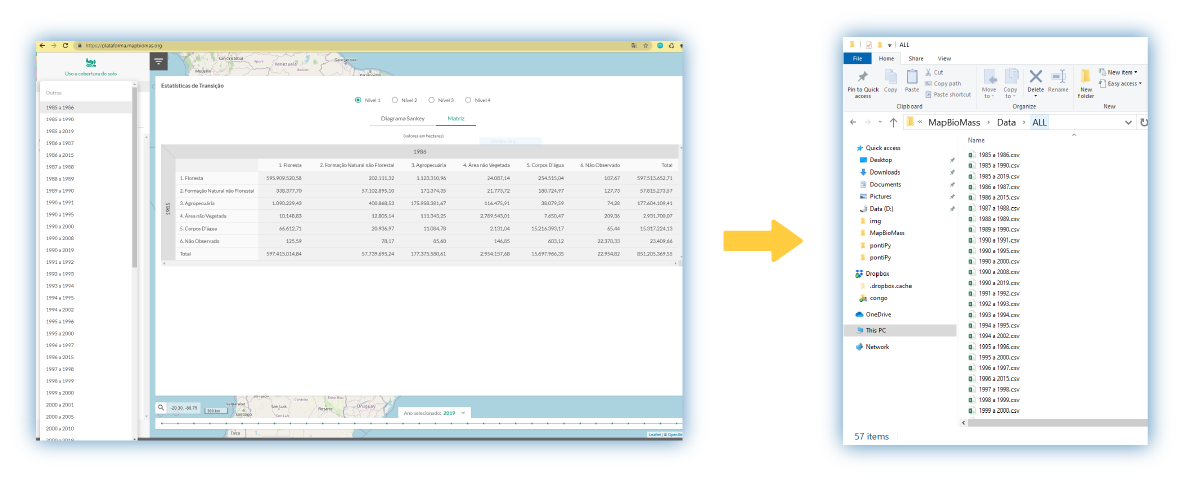 https://plataforma.mapbiomas.org
Uso e cobertura do solo
Outros
1985 a 1986
1985 a 1990
1985 a 2019
1986 a 1987
1986 a 2015
1987 a 1988
1988 a 1989
1989 a 1990
1990 a 1991
1990 a 1995
1990 a 2000
1990 a 2008
1990 a 2019
1991 a 1992
1992 a 1993
1993 a 1994
1994 a 1995
1994 a 2002
1995 a 1996
1995 a 2000
1996 a 1997
1996 a 2015
1997 a 1998
1998 a 1999
1999 a 2000
2000 a 2001
2000 a 2005
2000 a 2010
Medellín
Estatísticas de Transição
Nível 1 Nível 2 Nível 3 Nível 4
Diagrama Sankey Matriz
(valores em hectares)
1986
1. Floresta 2. Formação Natural não Florestal 3. Agropecuária 4. Área não Vegetada 5. Corpos D'água 6. Não Observado Total
1985
1. Floresta 595.909.520,58 202.111,32 1.123.310,96 24.087,14 254.515,04 107,67 597.513.652,71
2. Formação Natural não Florestal 338.377,70 57.102.895,10 171.374,35 21.773,72 180.724,97 127,73 57.815.273,57
3. Agropecuária 1.090.229,43 400.868,53 175.958.381,67 116.475,91 38.079,59 74,28 177.604.109,41
4. Área não Vegetada 10.148,83 12.805,14 111.343,25 2.789.543,01 7.650,47 209,36 2.931.700,07
5. Corpos D'água 66.612,71 20.936,97 11.084,78 2.131,04 15.216.393,17 65,44 15.317.224,13
6. Não Observado 125,59 78,17 85,60 146,85 603,12 22.370,33 23.409,66
Total 597.415.014,84 57.739.695,24 177.375.580,61 2.954.157,68 15.697.966,35 22.954,82 851.205.369,55
-20.30, -88.75
300 km
Santiago
San Luis
Rosario
Uruguay
Talca
Ano selecionado: 2019
Leaflet
ALL
File Home Share View
Pin to Quick access
Copy
Paste
Cut
Copy path
Paste shortcut
Move to
Copy to
Delete
Rename
New folder
New item
Easy access
Clipboard Organize New
MapBioMass Data ALL
Quick access
Desktop
Downloads
Documents
Pictures
Data (D:)
img
MapBioMass
pontiPy
pontiPy
Dropbox
.dropbox.cache
congo
OneDrive
This PC
Network
Name
1985 a 1986.csv
1985 a 1990.csv
1985 a 2019.csv
1986 a 1987.csv
1986 a 2015.csv
1987 a 1988.csv
1988 a 1989.csv
1989 a 1990.csv
1990 a 1991.csv
1990 a 1995.csv
1990 a 2000.csv
1990 a 2008.csv
1990 a 2019.csv
1991 a 1992.csv
1992 a 1993.csv
1993 a 1994.csv
1994 a 1995.csv
1994 a 2002.csv
1995 a 1996.csv
1995 a 2000.csv
1996 a 1997.csv
1996 a 2015.csv
1997 a 1998.csv
1998 a 1999.csv
1999 a 2000.csv
57 items